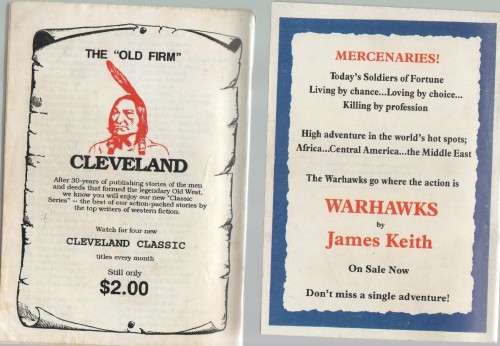 THE "OLD FIRM"
CLEVELAND
After 30-years of publishing stories of the men
and deeds that formed the legendary Old West,
we know you will enjoy our new "Classic
Series" — the best of our action-packed stories by
the top writers of western fiction.
Watch for four new
CLEVELAND CLASSIC
titles every month
Still only
$2.00
MERCENARIES!
Today's Soldiers of Fortune
Living by chance...Loving by choice...
Killing by profession
High adventure in the world's hot spots;
Africa...Central America...the Middle East
The Warhawks go where the action is
WARHAWKS
by
James Keith
On Sale Now
Don't miss a single adventure!